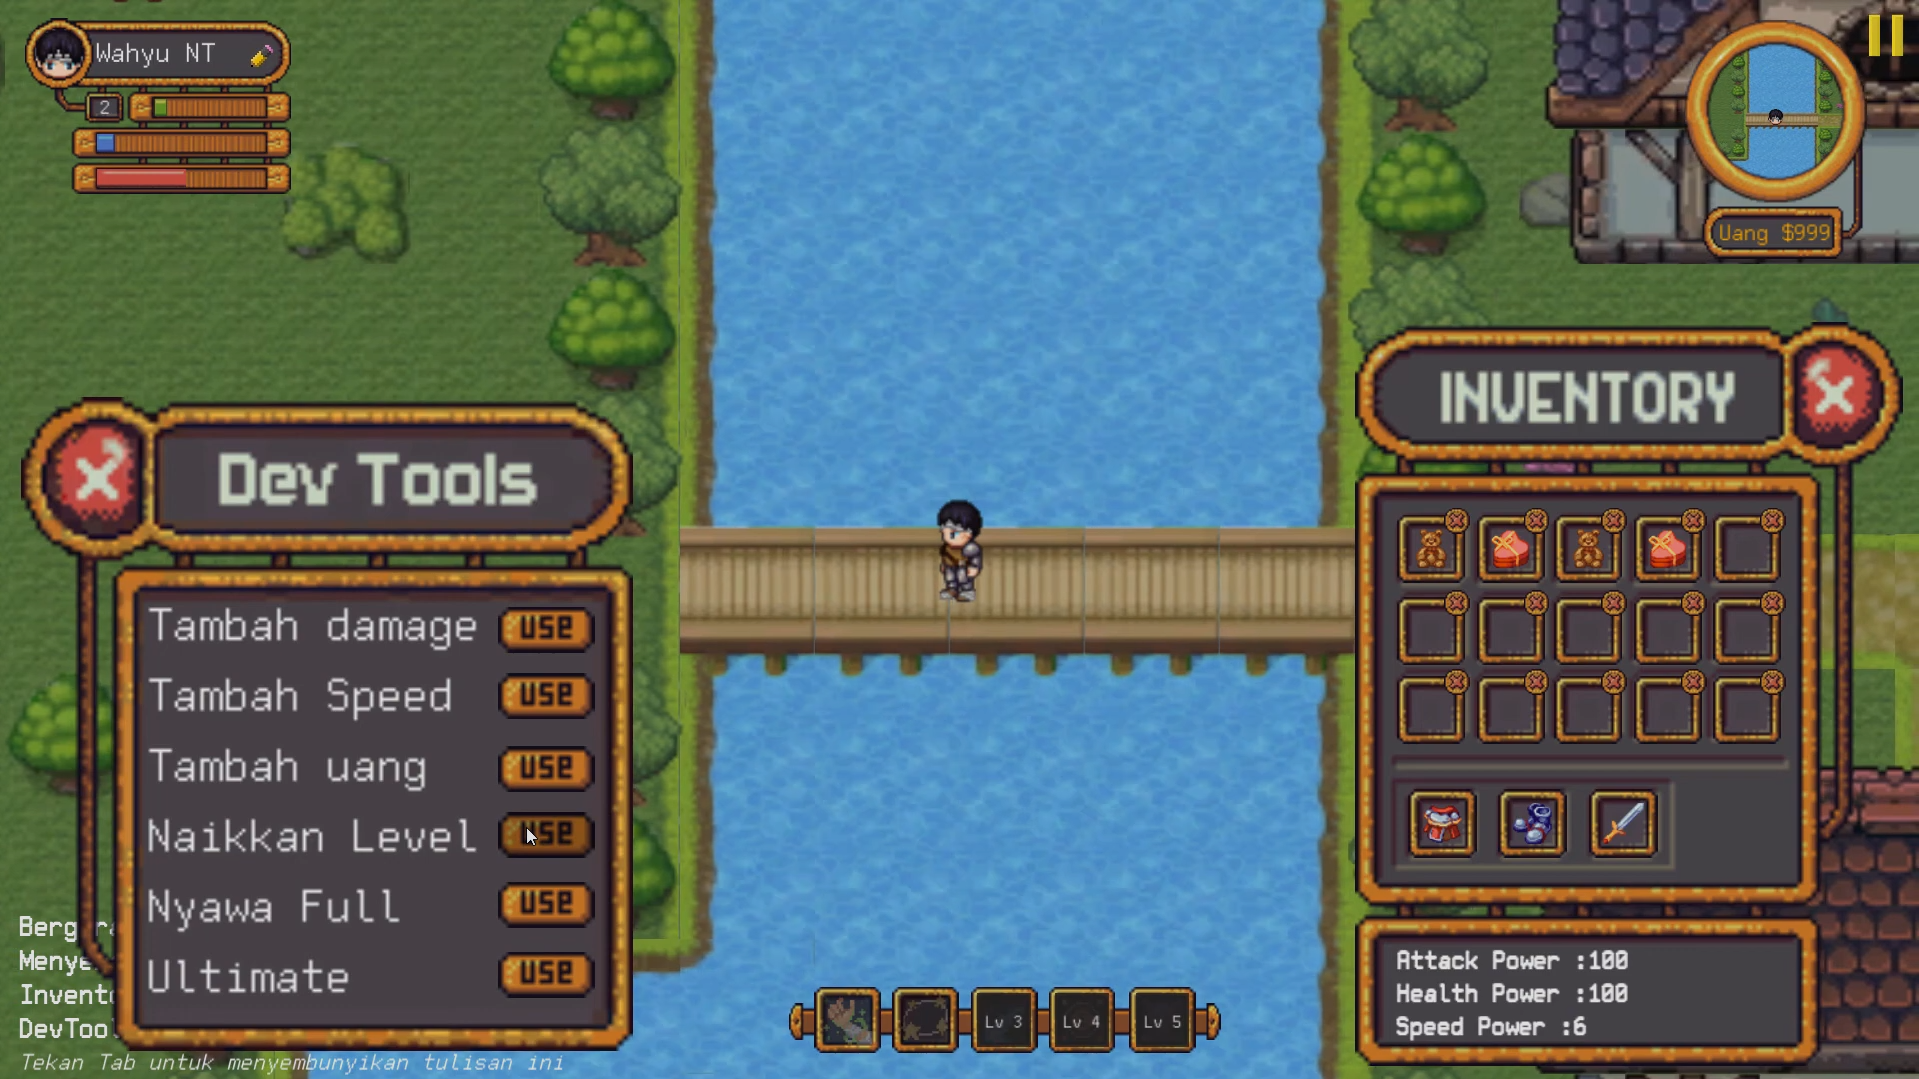 Wahyu NT
2
Uang $999
INVENTORY
Dev Tools
Tambah damage USE
Tambah Speed USE
Tambah uang USE
Naikkan Level USE
Nyawa Full USE
Ultimate USE
Tekan Tab untuk menyembunyikan tulisan ini
Lv 3 Lv 4 Lv 5
Attack Power :100
Health Power :100
Speed Power :6